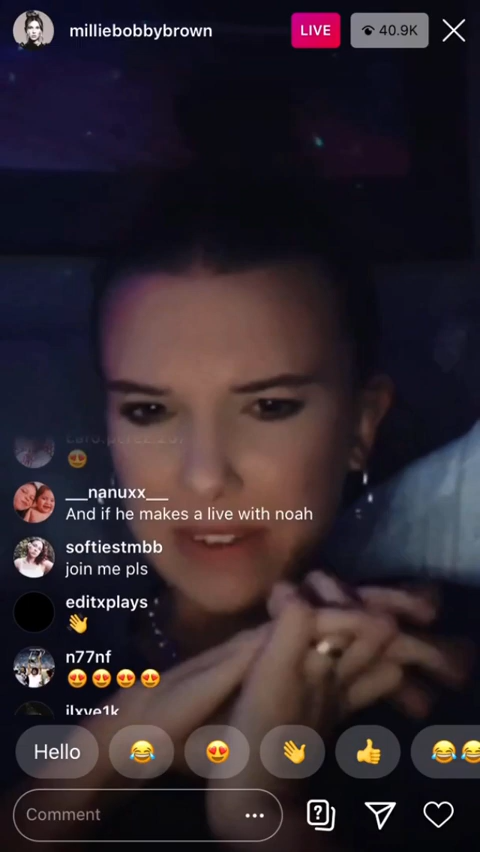 milliebobbybrown
LIVE
40.9K
😍
___nanuxx___
And if he makes a live with noah
softiestmbb
join me pls
editxplays
👋
n77nf
😍😍😍😍
Hello
😂
😍
👋
👍
😂😂
Comment